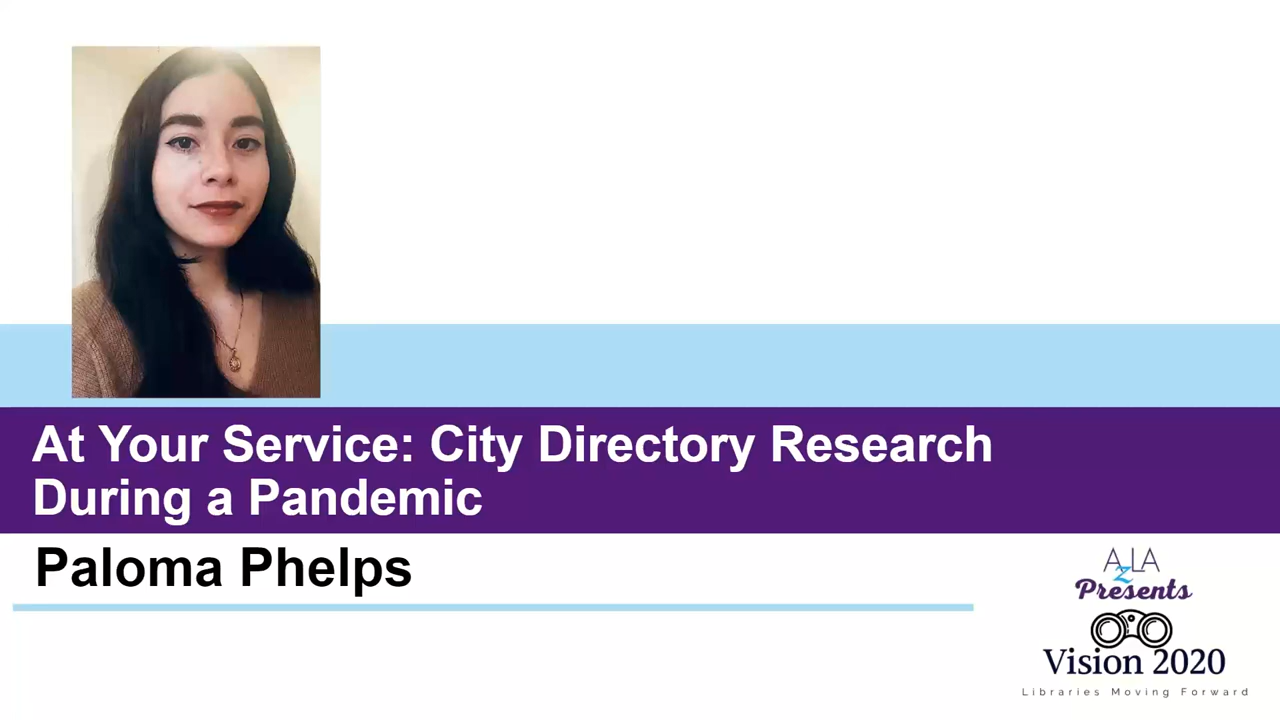 At Your Service: City Directory Research
During a Pandemic
Paloma Phelps
AzLA
Presents
Vision 2020
Libraries Moving Forward